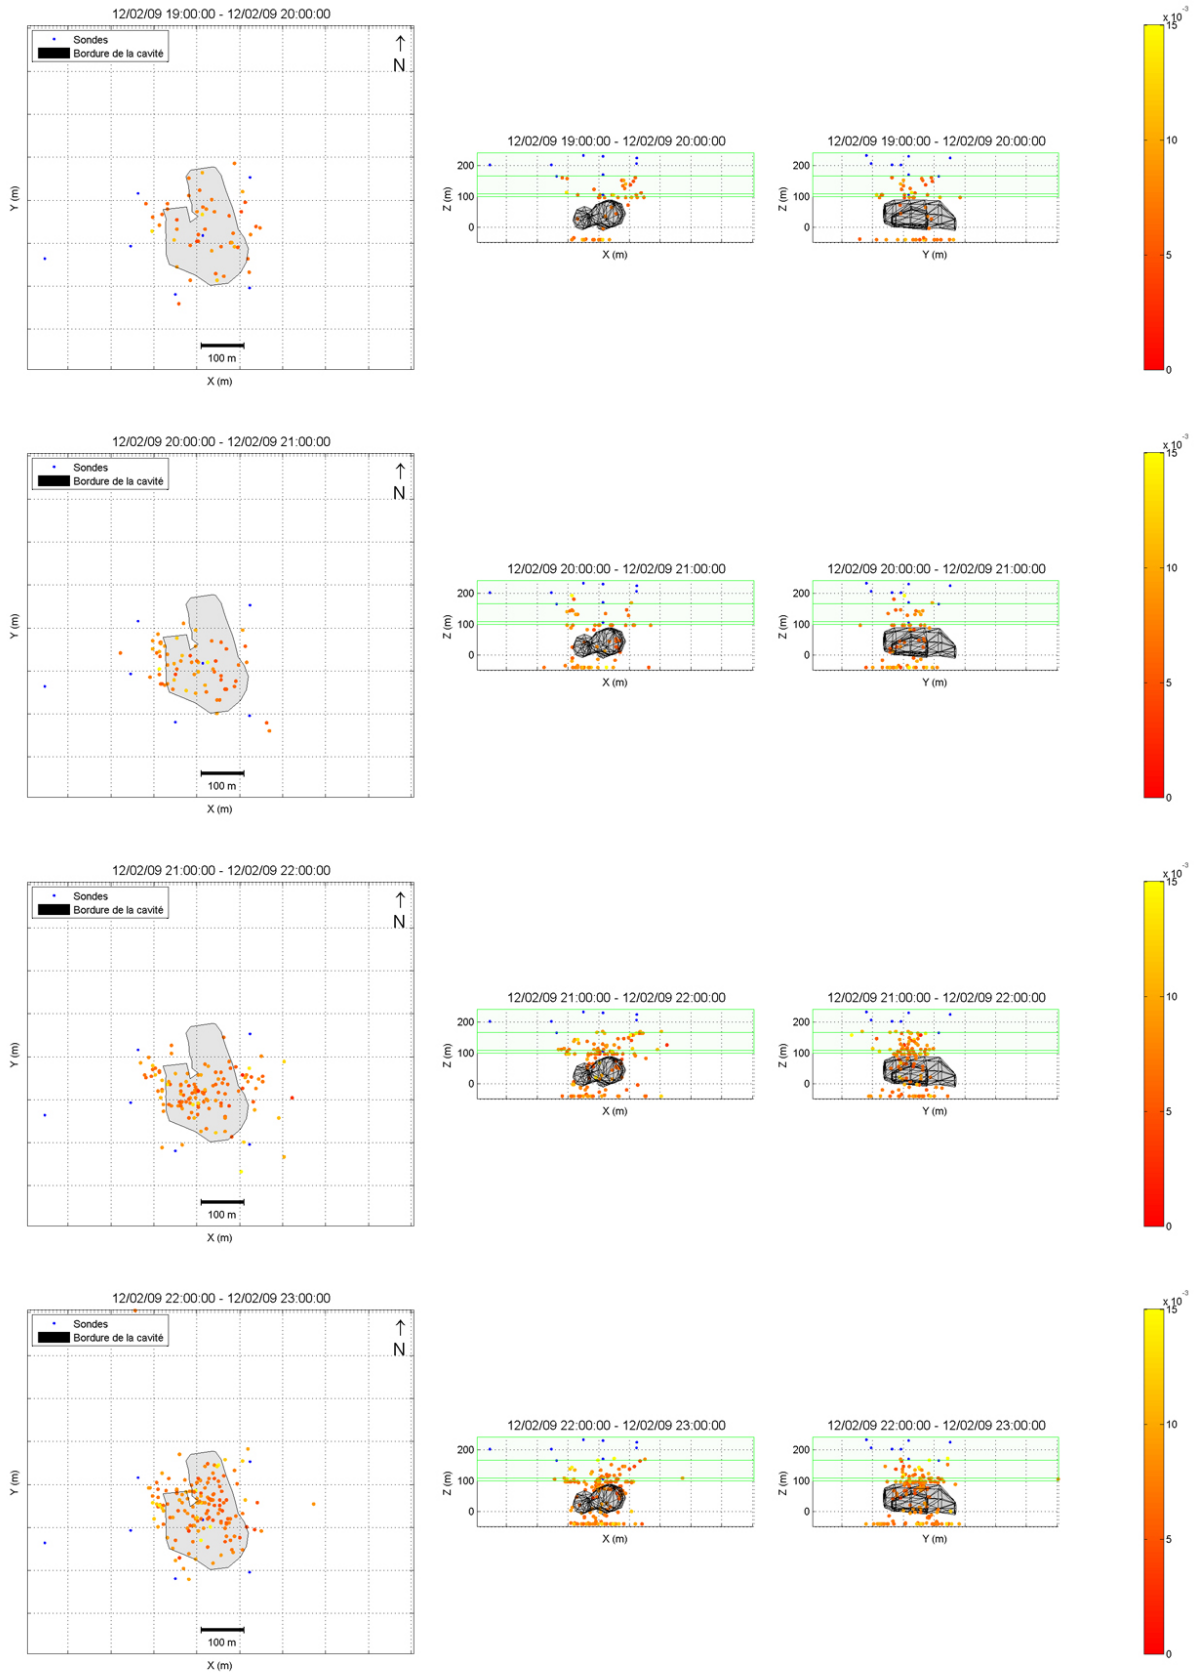 12/02/09 19:00:00 - 12/02/09 20:00:00
Sondes
Bordure de la cavité
N
Y (m)
100 m
X (m)
12/02/09 19:00:00 - 12/02/09 20:00:00
Z (m)
200
100
0
X (m)
12/02/09 19:00:00 - 12/02/09 20:00:00
Z (m)
200
100
0
Y (m)
x 10⁻³
15
10
5
0
12/02/09 20:00:00 - 12/02/09 21:00:00
Sondes
Bordure de la cavité
N
Y (m)
100 m
X (m)
12/02/09 20:00:00 - 12/02/09 21:00:00
Z (m)
200
100
0
X (m)
12/02/09 20:00:00 - 12/02/09 21:00:00
Z (m)
200
100
0
Y (m)
x 10⁻³
15
10
5
0
12/02/09 21:00:00 - 12/02/09 22:00:00
Sondes
Bordure de la cavité
N
Y (m)
100 m
X (m)
12/02/09 21:00:00 - 12/02/09 22:00:00
Z (m)
200
100
0
X (m)
12/02/09 21:00:00 - 12/02/09 22:00:00
Z (m)
200
100
0
Y (m)
x 10⁻³
15
10
5
0
12/02/09 22:00:00 - 12/02/09 23:00:00
Sondes
Bordure de la cavité
N
Y (m)
100 m
X (m)
12/02/09 22:00:00 - 12/02/09 23:00:00
Z (m)
200
100
0
X (m)
12/02/09 22:00:00 - 12/02/09 23:00:00
Z (m)
200
100
0
Y (m)
x 10⁻³
15
10
5
0